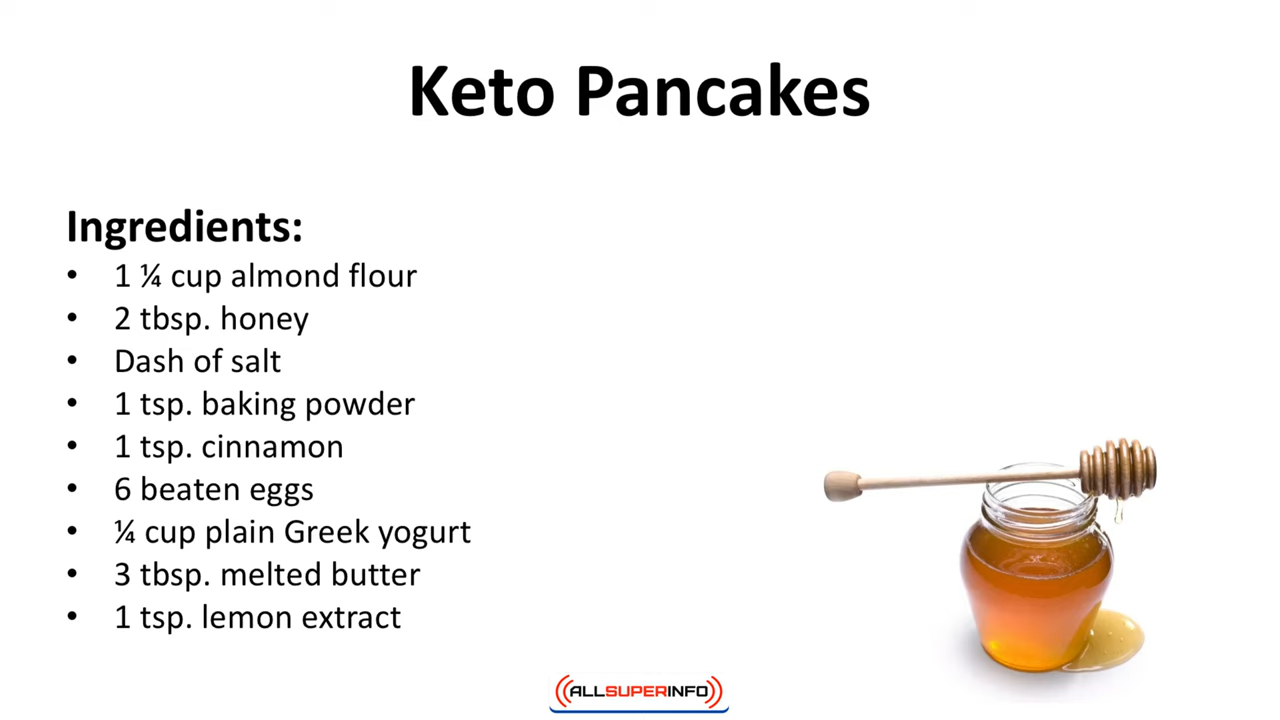 Keto Pancakes
Ingredients:
• 1 ¼ cup almond flour
• 2 tbsp. honey
• Dash of salt
• 1 tsp. baking powder
• 1 tsp. cinnamon
• 6 beaten eggs
• ¼ cup plain Greek yogurt
• 3 tbsp. melted butter
• 1 tsp. lemon extract
ALLSUPERINFO